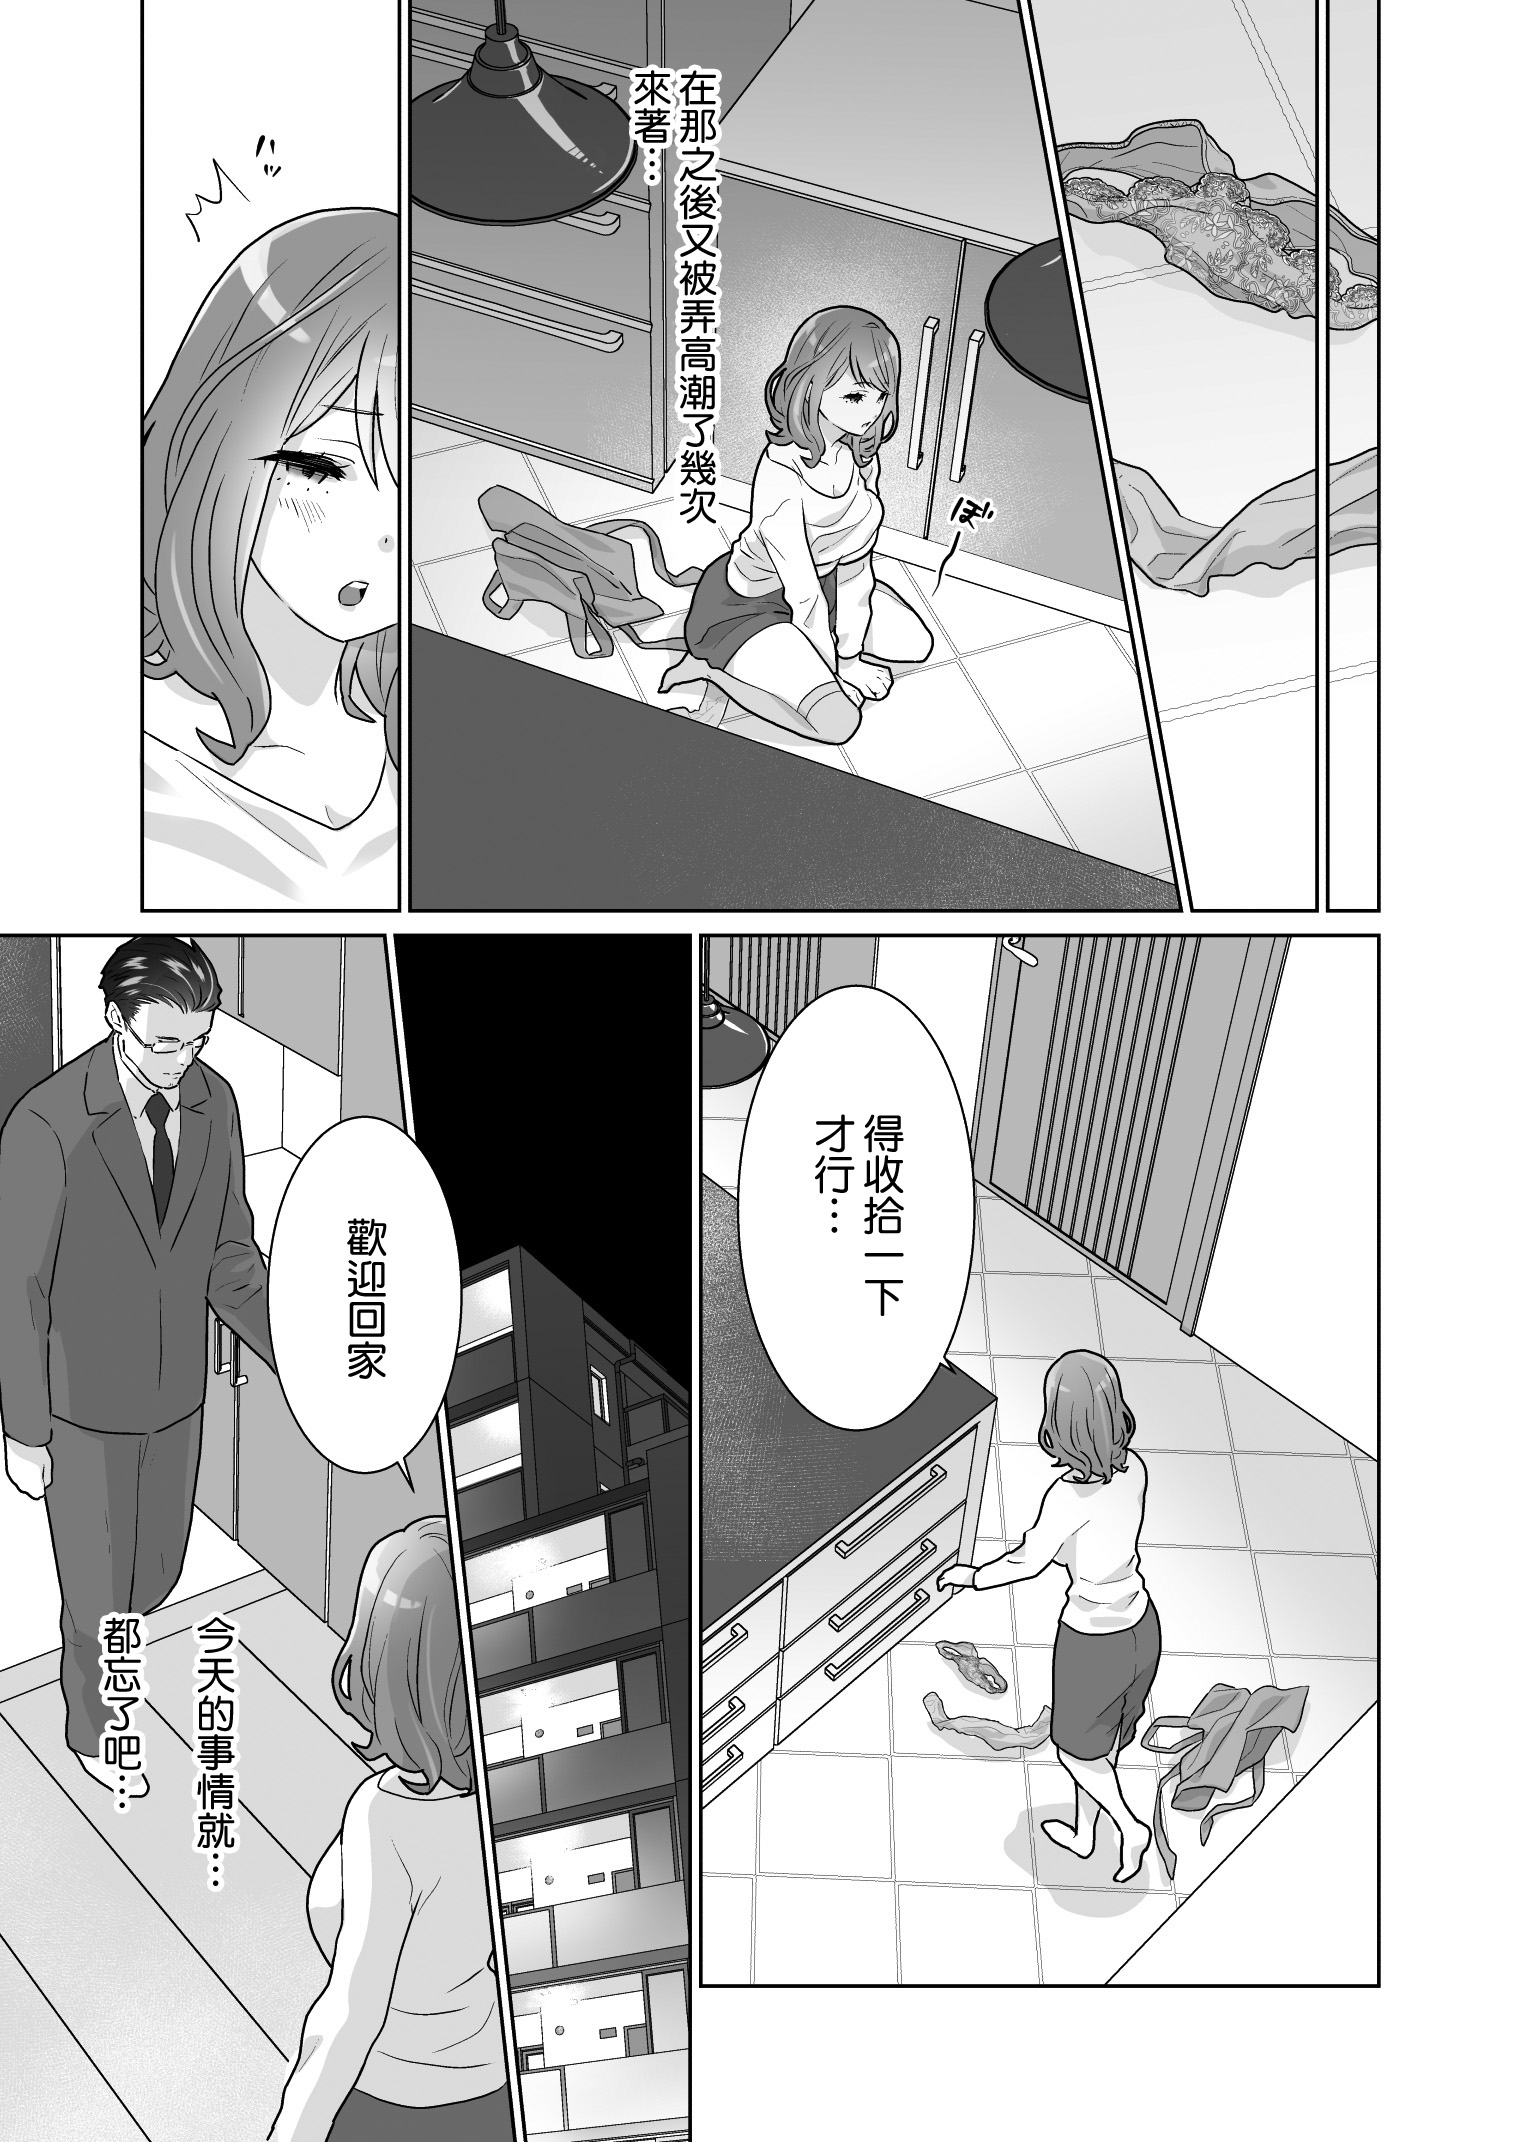 在那之後又被弄高潮了幾次
來著…
ぼ〜
得收拾一下
才行…
歡迎回家
今天的事情就…
都忘了吧…